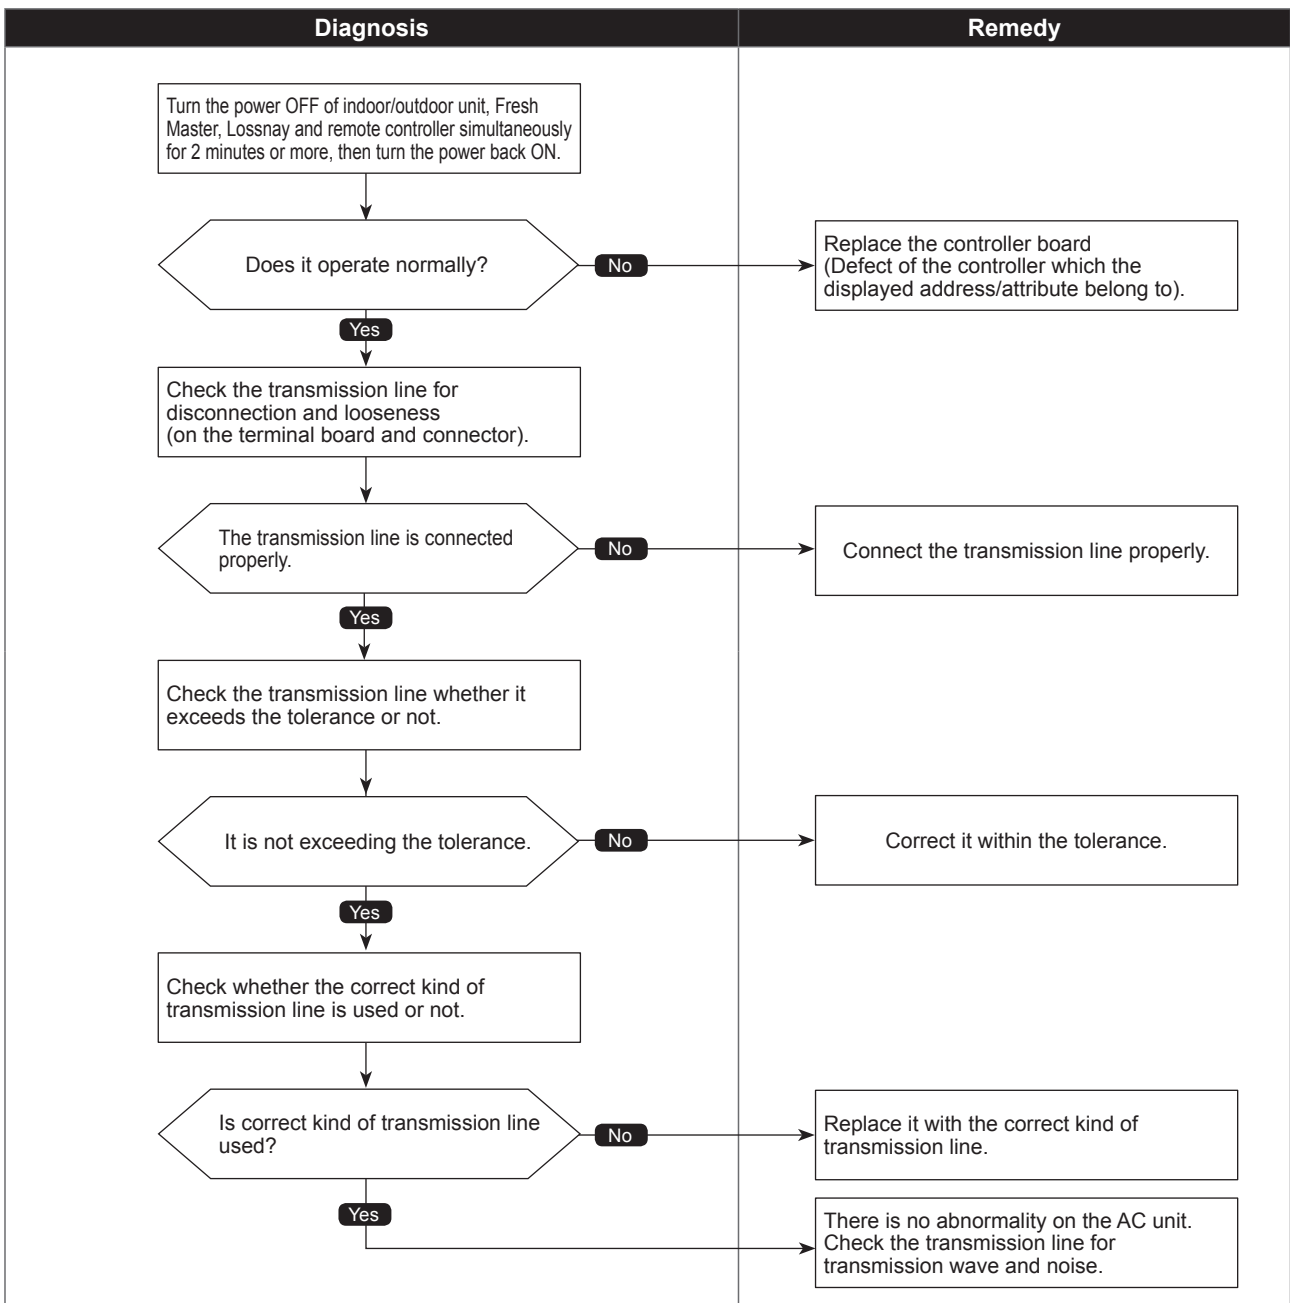 Diagnosis
Remedy
Turn the power OFF of indoor/outdoor unit, Fresh
Master, Lossnay and remote controller simultaneously
for 2 minutes or more, then turn the power back ON.
Does it operate normally?
No
Replace the controller board
(Defect of the controller which the
displayed address/attribute belong to).
Yes
Check the transmission line for
disconnection and looseness
(on the terminal board and connector).
The transmission line is connected
properly.
No
Connect the transmission line properly.
Yes
Check the transmission line whether it
exceeds the tolerance or not.
It is not exceeding the tolerance.
No
Correct it within the tolerance.
Yes
Check whether the correct kind of
transmission line is used or not.
Is correct kind of transmission line
used?
No
Replace it with the correct kind of
transmission line.
Yes
There is no abnormality on the AC unit.
Check the transmission line for
transmission wave and noise.